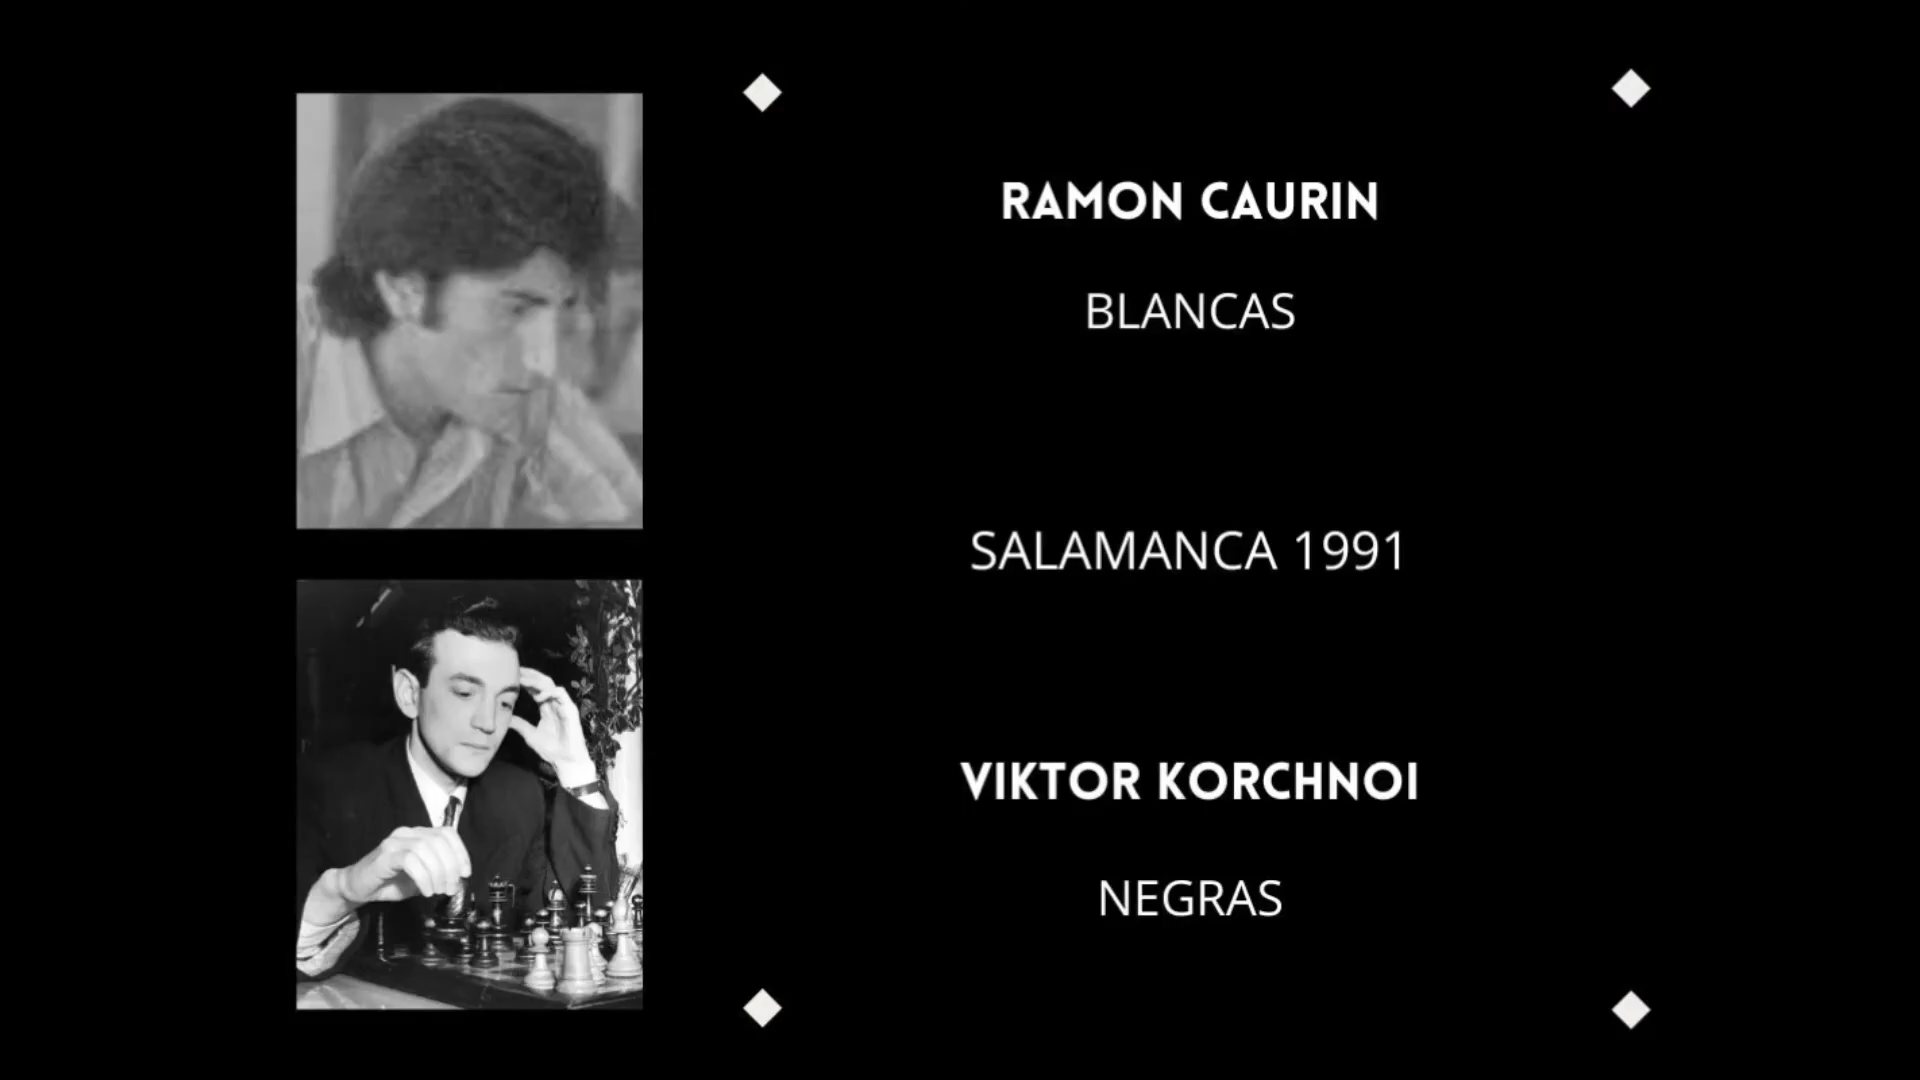 RAMON CAURIN
BLANCAS
SALAMANCA 1991
VIKTOR KORCHNOI
NEGRAS